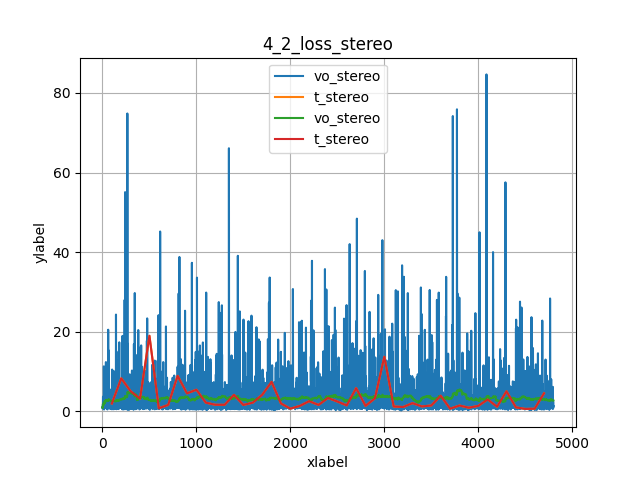 4_2_loss_stereo
vo_stereo
t_stereo
vo_stereo
t_stereo
ylabel
80
60
40
20
0
0 1000 2000 3000 4000 5000
xlabel